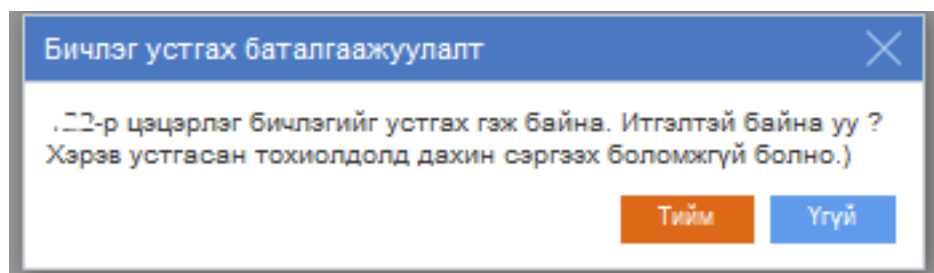 Бичлэг устгах баталгаажуулалт
цэцэрлэг бичлэгийг устгах гэж байна. Итгэлтэй байна уу ?
Хэрэв устгасан тохиолдолд дахин сэргээх боломжгүй болно.)
Тийм
Үгүй